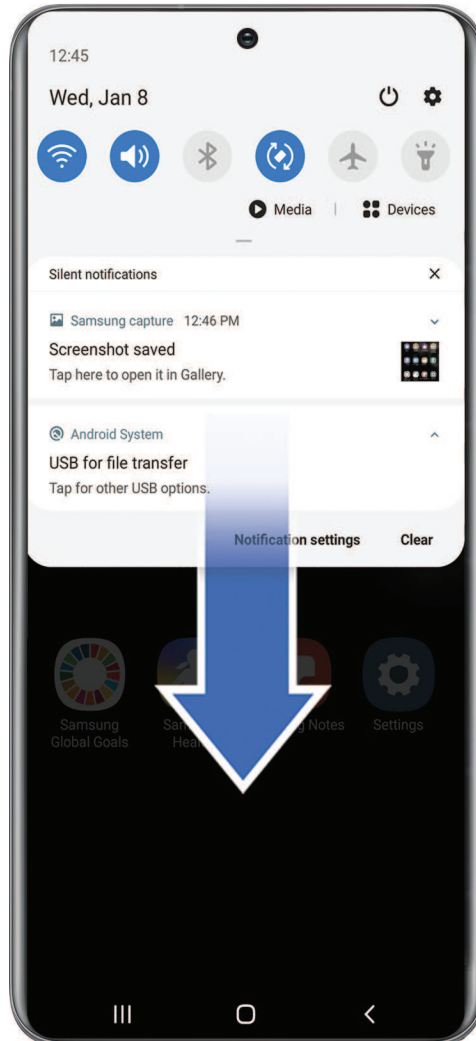 12:45
Wed, Jan 8
Media | Devices
Silent notifications
Samsung capture 12:46 PM
Screenshot saved
Tap here to open it in Gallery.
Android System
USB for file transfer
Tap for other USB options.
Notification settings Clear
Samsung Notes Settings
Global Goals